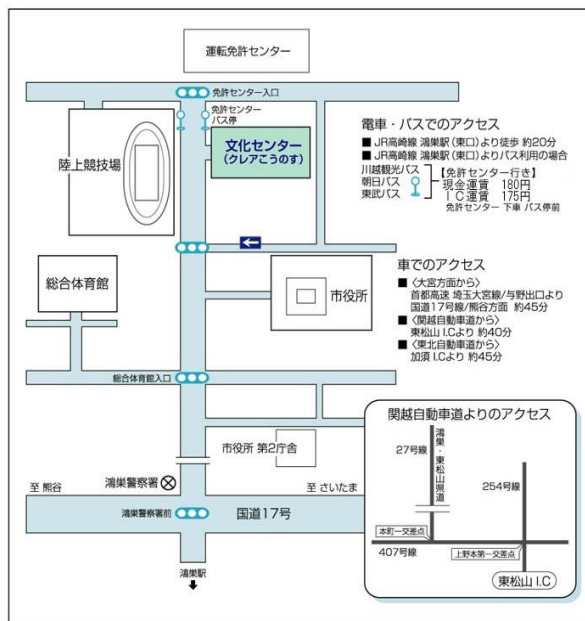 運転免許センター
免許センター入口
免許センター
バス停
陸上競技場
文化センター
(クレアこうのす)
電車・バスでのアクセス
■ JR高崎線 鴻巣駅(東口)より徒歩 約20分
■ JR高崎線 鴻巣駅(東口)よりバス利用の場合
川越観光バス
朝日バス
東武バス
【免許センター行き】
現金運賃 180円
IC運賃 175円
免許センター 下車 バス停前
総合体育館
市役所
車でのアクセス
■ 〈大宮方面から〉
首都高速 埼玉大宮線/与野出口より
国道17号線/熊谷方面 約45分
■ 〈関越自動車道から〉
東松山 I.Cより 約40分
■ 〈東北自動車道から〉
加須 I.Cより 約45分
総合体育館入口
市役所 第2庁舎
至 熊谷
鴻巣警察署
至 さいたま
鴻巣警察署前
国道17号
鴻巣駅
関越自動車道よりのアクセス
27号線
鴻巣・東松山県道
254号線
本町一交差点
407号線
上野本第一交差点
東松山 I.C